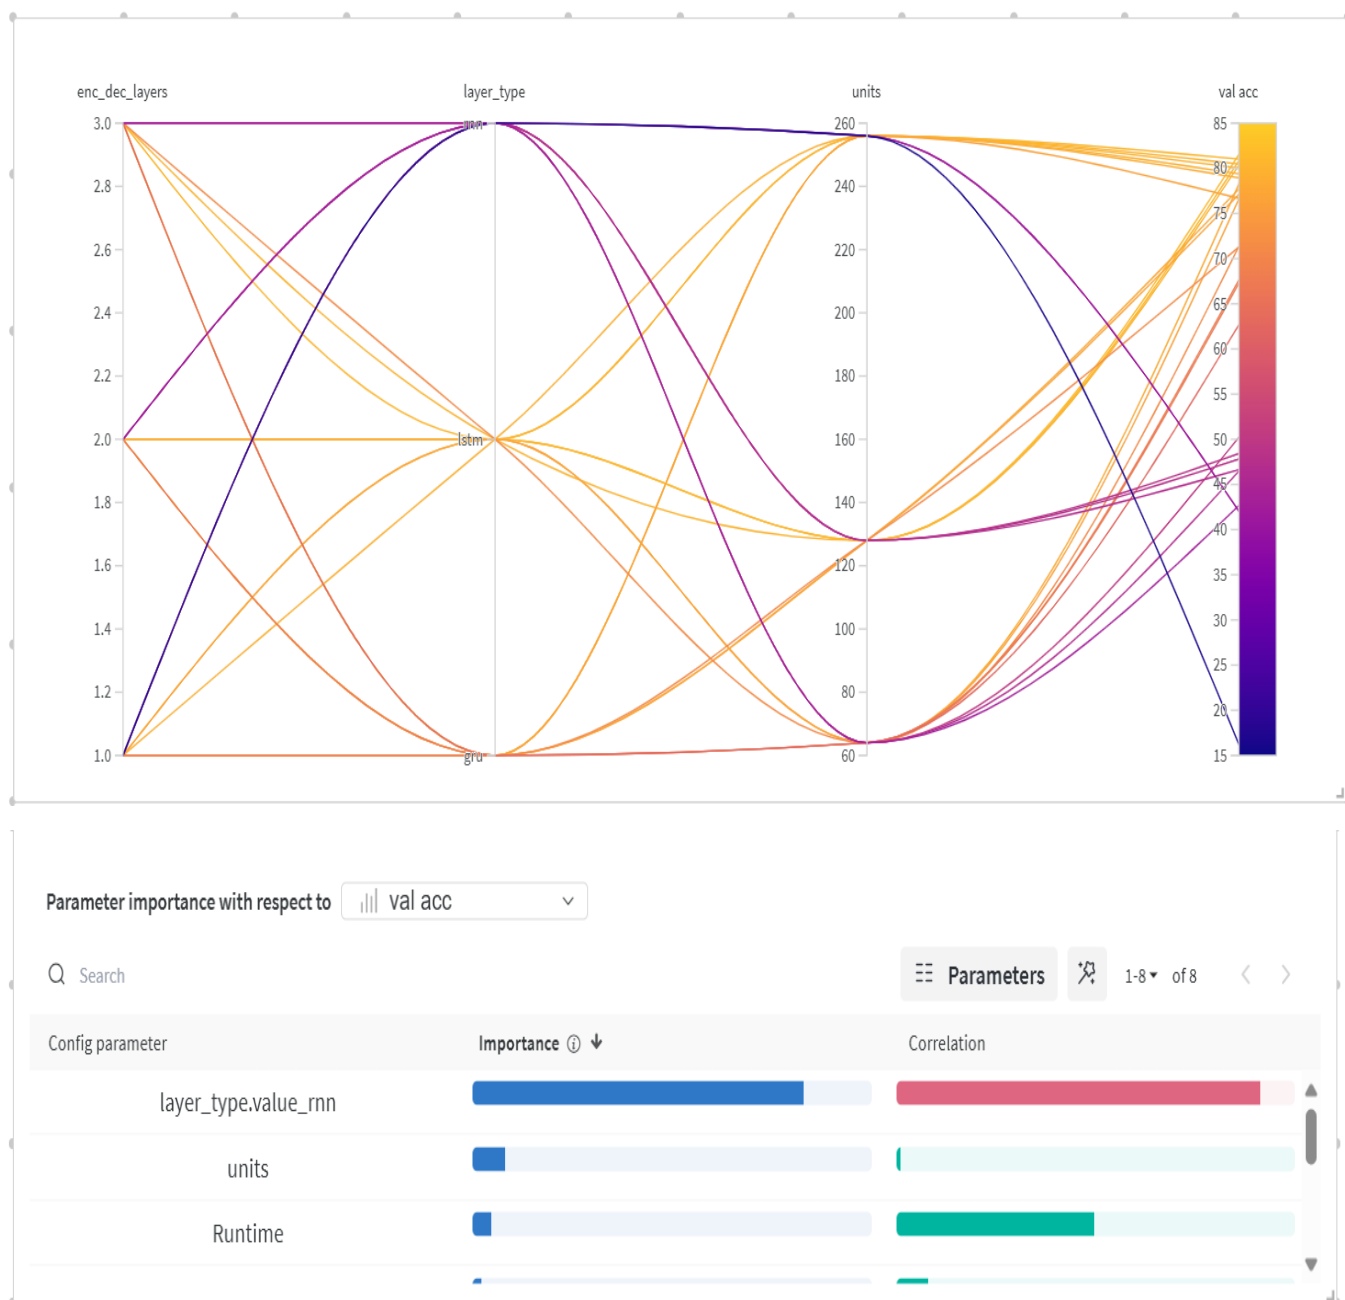 enc_dec_layers layer_type units val acc
3.0 rnn 260 85
2.8 240 80
2.6 220 75
2.4 200 70
2.2 180 65
2.0 lstm 160 60
1.8 140 55
1.6 120 50
1.4 100 45
1.2 80 40
1.0 gru 60 35
30
25
20
15
Parameter importance with respect to val acc
Search Parameters 1-8 of 8
Config parameter Importance Correlation
layer_type.value_rnn
units
Runtime